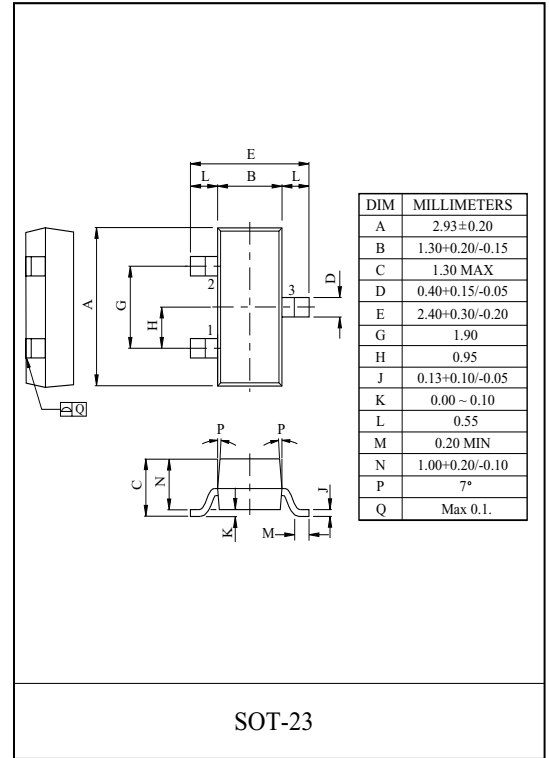 E
L B L
A
G
H
2
1
3
D
Q
P P
C
N
K
M
J
DIM MILLIMETERS
A 2.93±0.20
B 1.30+0.20/-0.15
C 1.30 MAX
D 0.40+0.15/-0.05
E 2.40+0.30/-0.20
G 1.90
H 0.95
J 0.13+0.10/-0.05
K 0.00 ~ 0.10
L 0.55
M 0.20 MIN
N 1.00+0.20/-0.10
P 7°
Q Max 0.1.
SOT-23